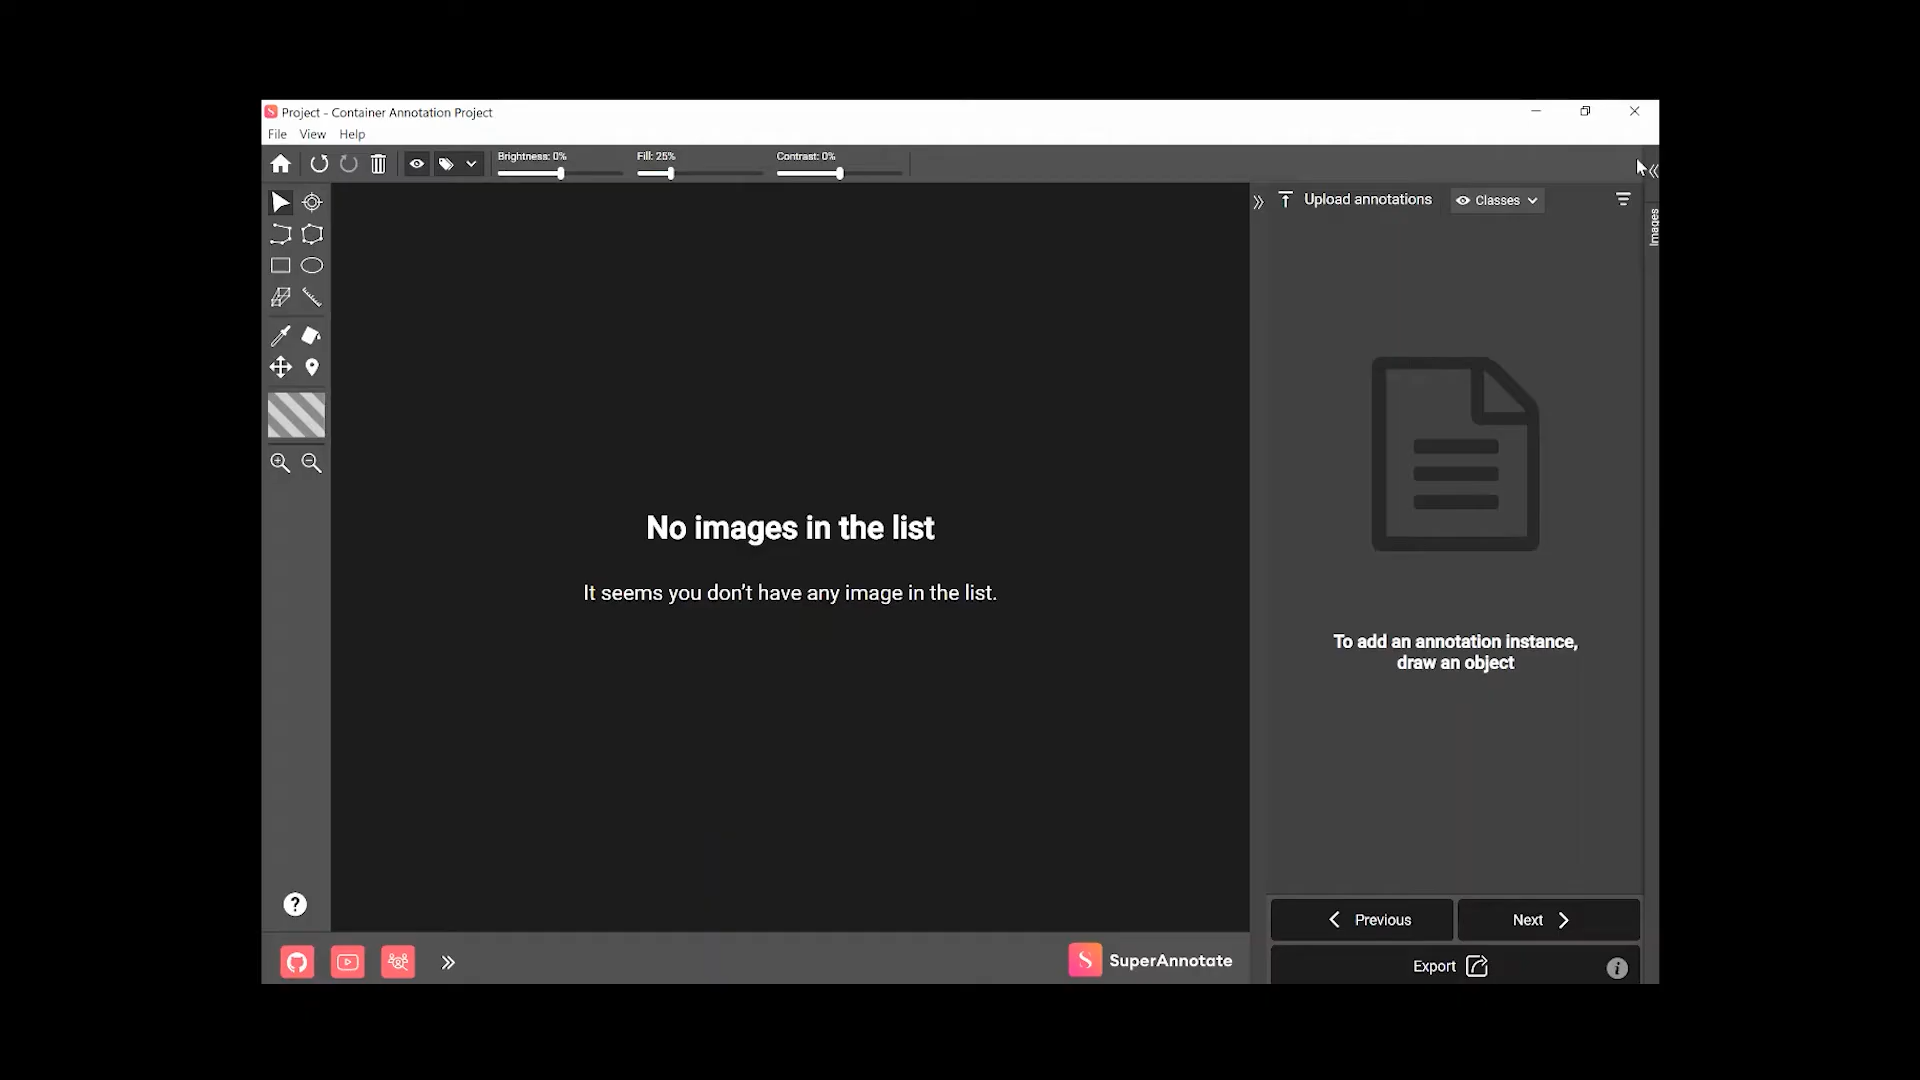 Project - Container Annotation Project
File View Help
Brightness: 0% Fill: 25% Contrast: 0%
Upload annotations Classes
Images
No images in the list
It seems you don't have any image in the list.
To add an annotation instance,
draw an object
Previous Next
SuperAnnotate
Export